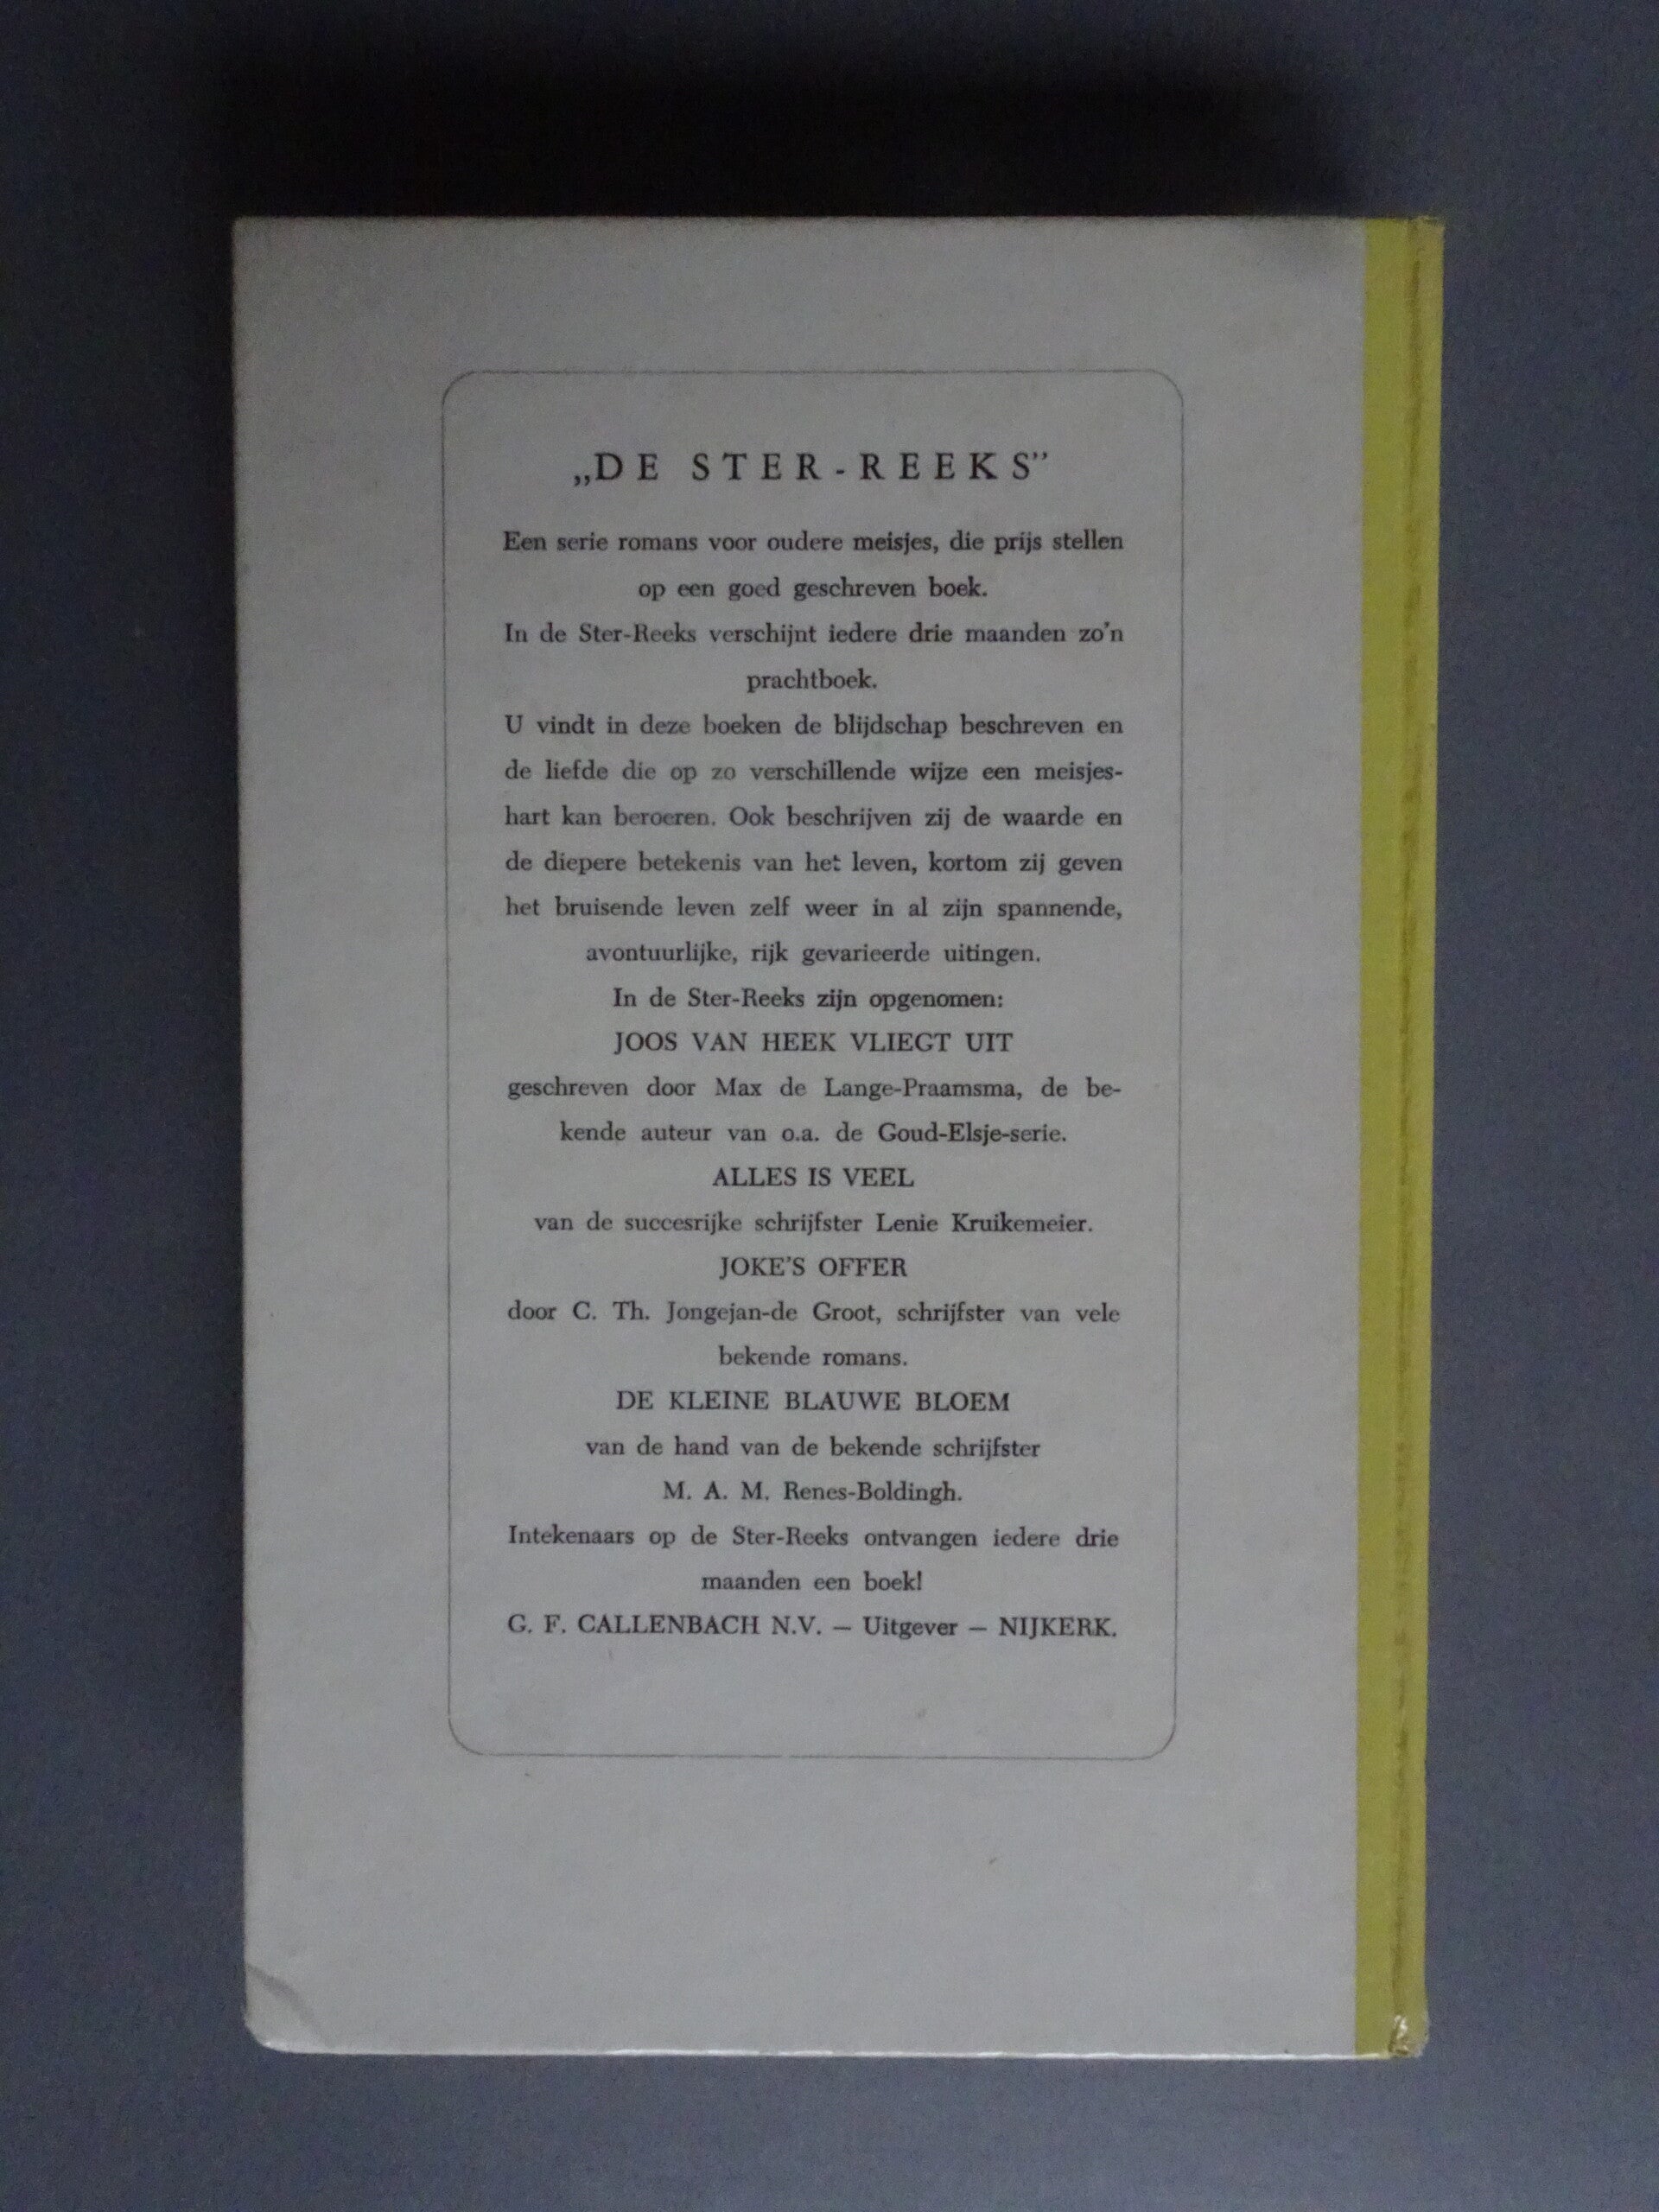 „DE STER-REEKS”
Een serie romans voor oudere meisjes, die prijs stellen
op een goed geschreven boek.
In de Ster-Reeks verschijnt iedere drie maanden zo'n
prachtboek.
U vindt in deze boeken de blijdschap beschreven en
de liefde die op zo verschillende wijze een meisjes-
hart kan beroeren. Ook beschrijven zij de waarde en
de diepere betekenis van het leven, kortom zij geven
het bruisende leven zelf weer in al zijn spannende,
avontuurlijke, rijk gevarieerde uitingen.
In de Ster-Reeks zijn opgenomen:
JOOS VAN HEEK VLIEGT UIT
geschreven door Max de Lange-Praamsma, de be-
kende auteur van o.a. de Goud-Elsje-serie.
ALLES IS VEEL
van de succesrijke schrijfster Lenie Kruikemeier.
JOKE'S OFFER
door C. Th. Jongejan-de Groot, schrijfster van vele
bekende romans.
DE KLEINE BLAUWE BLOEM
van de hand van de bekende schrijfster
M. A. M. Renes-Boldingh.
Intekenaars op de Ster-Reeks ontvangen iedere drie
maanden een boek!
G. F. CALLENBACH N.V. — Uitgever — NIJKERK.